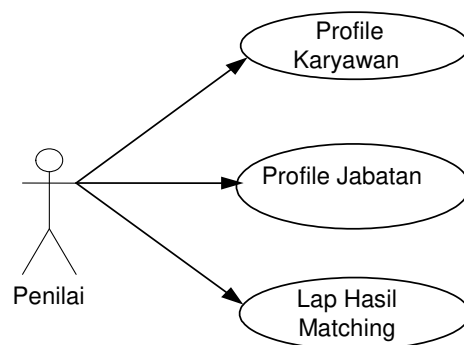 Profile
Karyawan
Profile Jabatan
Penilai
Lap Hasil
Matching